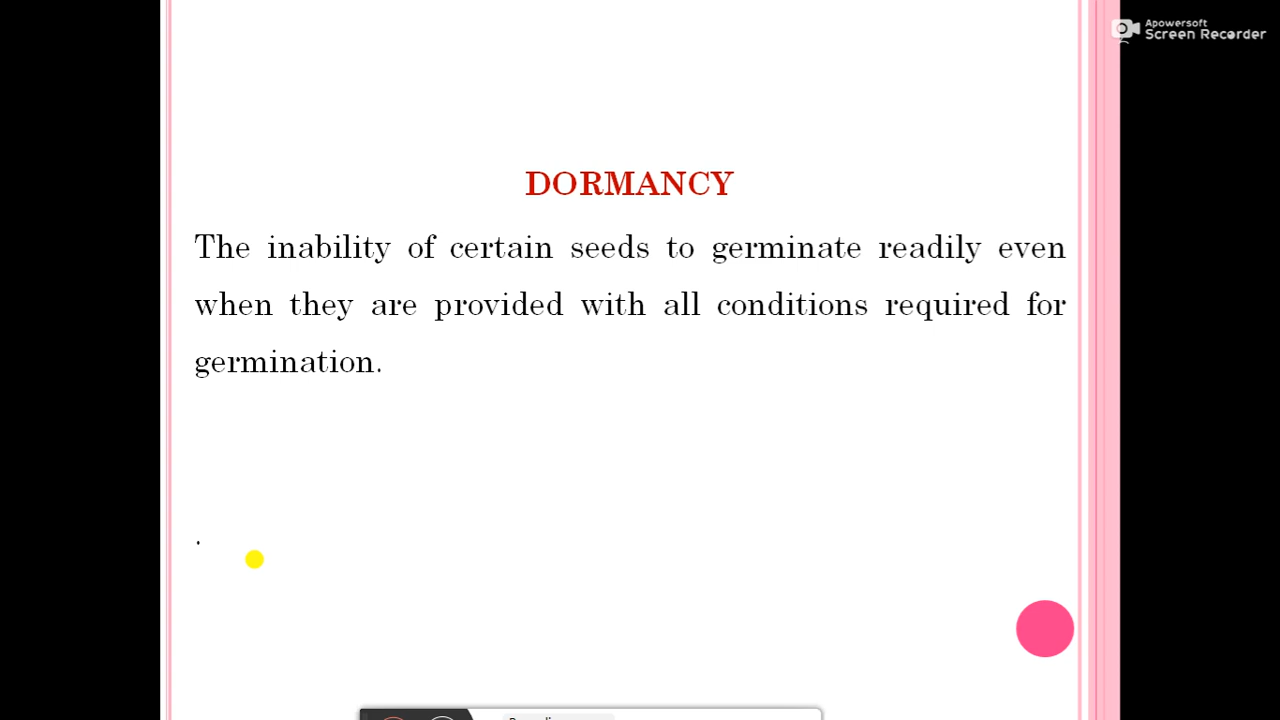 Apowersoft
Screen Recorder
DORMANCY
The inability of certain seeds to germinate readily even
when they are provided with all conditions required for
germination.
.